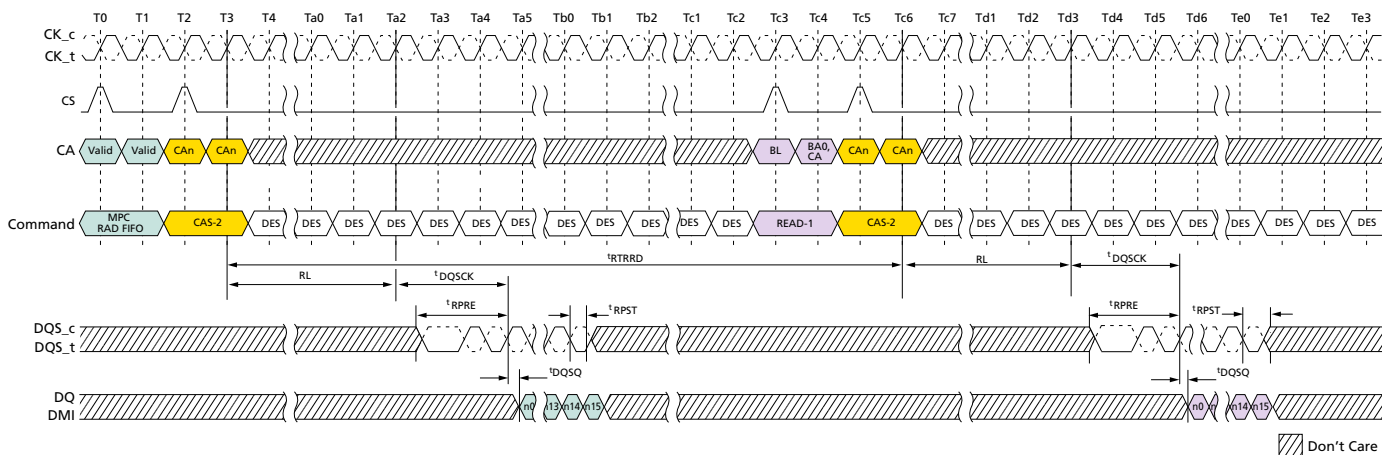 T0 T1 T2 T3 T4 Ta0 Ta1 Ta2 Ta3 Ta4 Ta5 Tb0 Tb1 Tb2 Tc1 Tc2 Tc3 Tc4 Tc5 Tc6 Tc7 Td1 Td2 Td3 Td4 Td5 Td6 Te0 Te1 Te2 Te3
CK_c
CK_t
CS
CA Valid Valid CAn CAn BL BA0, CA CAn CAn
Command MPC RAD FIFO CAS-2 DES DES DES DES DES DES DES DES DES DES DES DES READ-1 CAS-2 DES DES DES DES DES DES DES DES DES DES DES
tRTRRD
RL tDQSCK RL tDQSCK
tRPRE tRPST tRPRE tRPST
DQS_c
DQS_t
tDQSQ tDQSQ
DQ
DMI
n0 n13 n14 n15 n0 n n14 n15
Don't Care